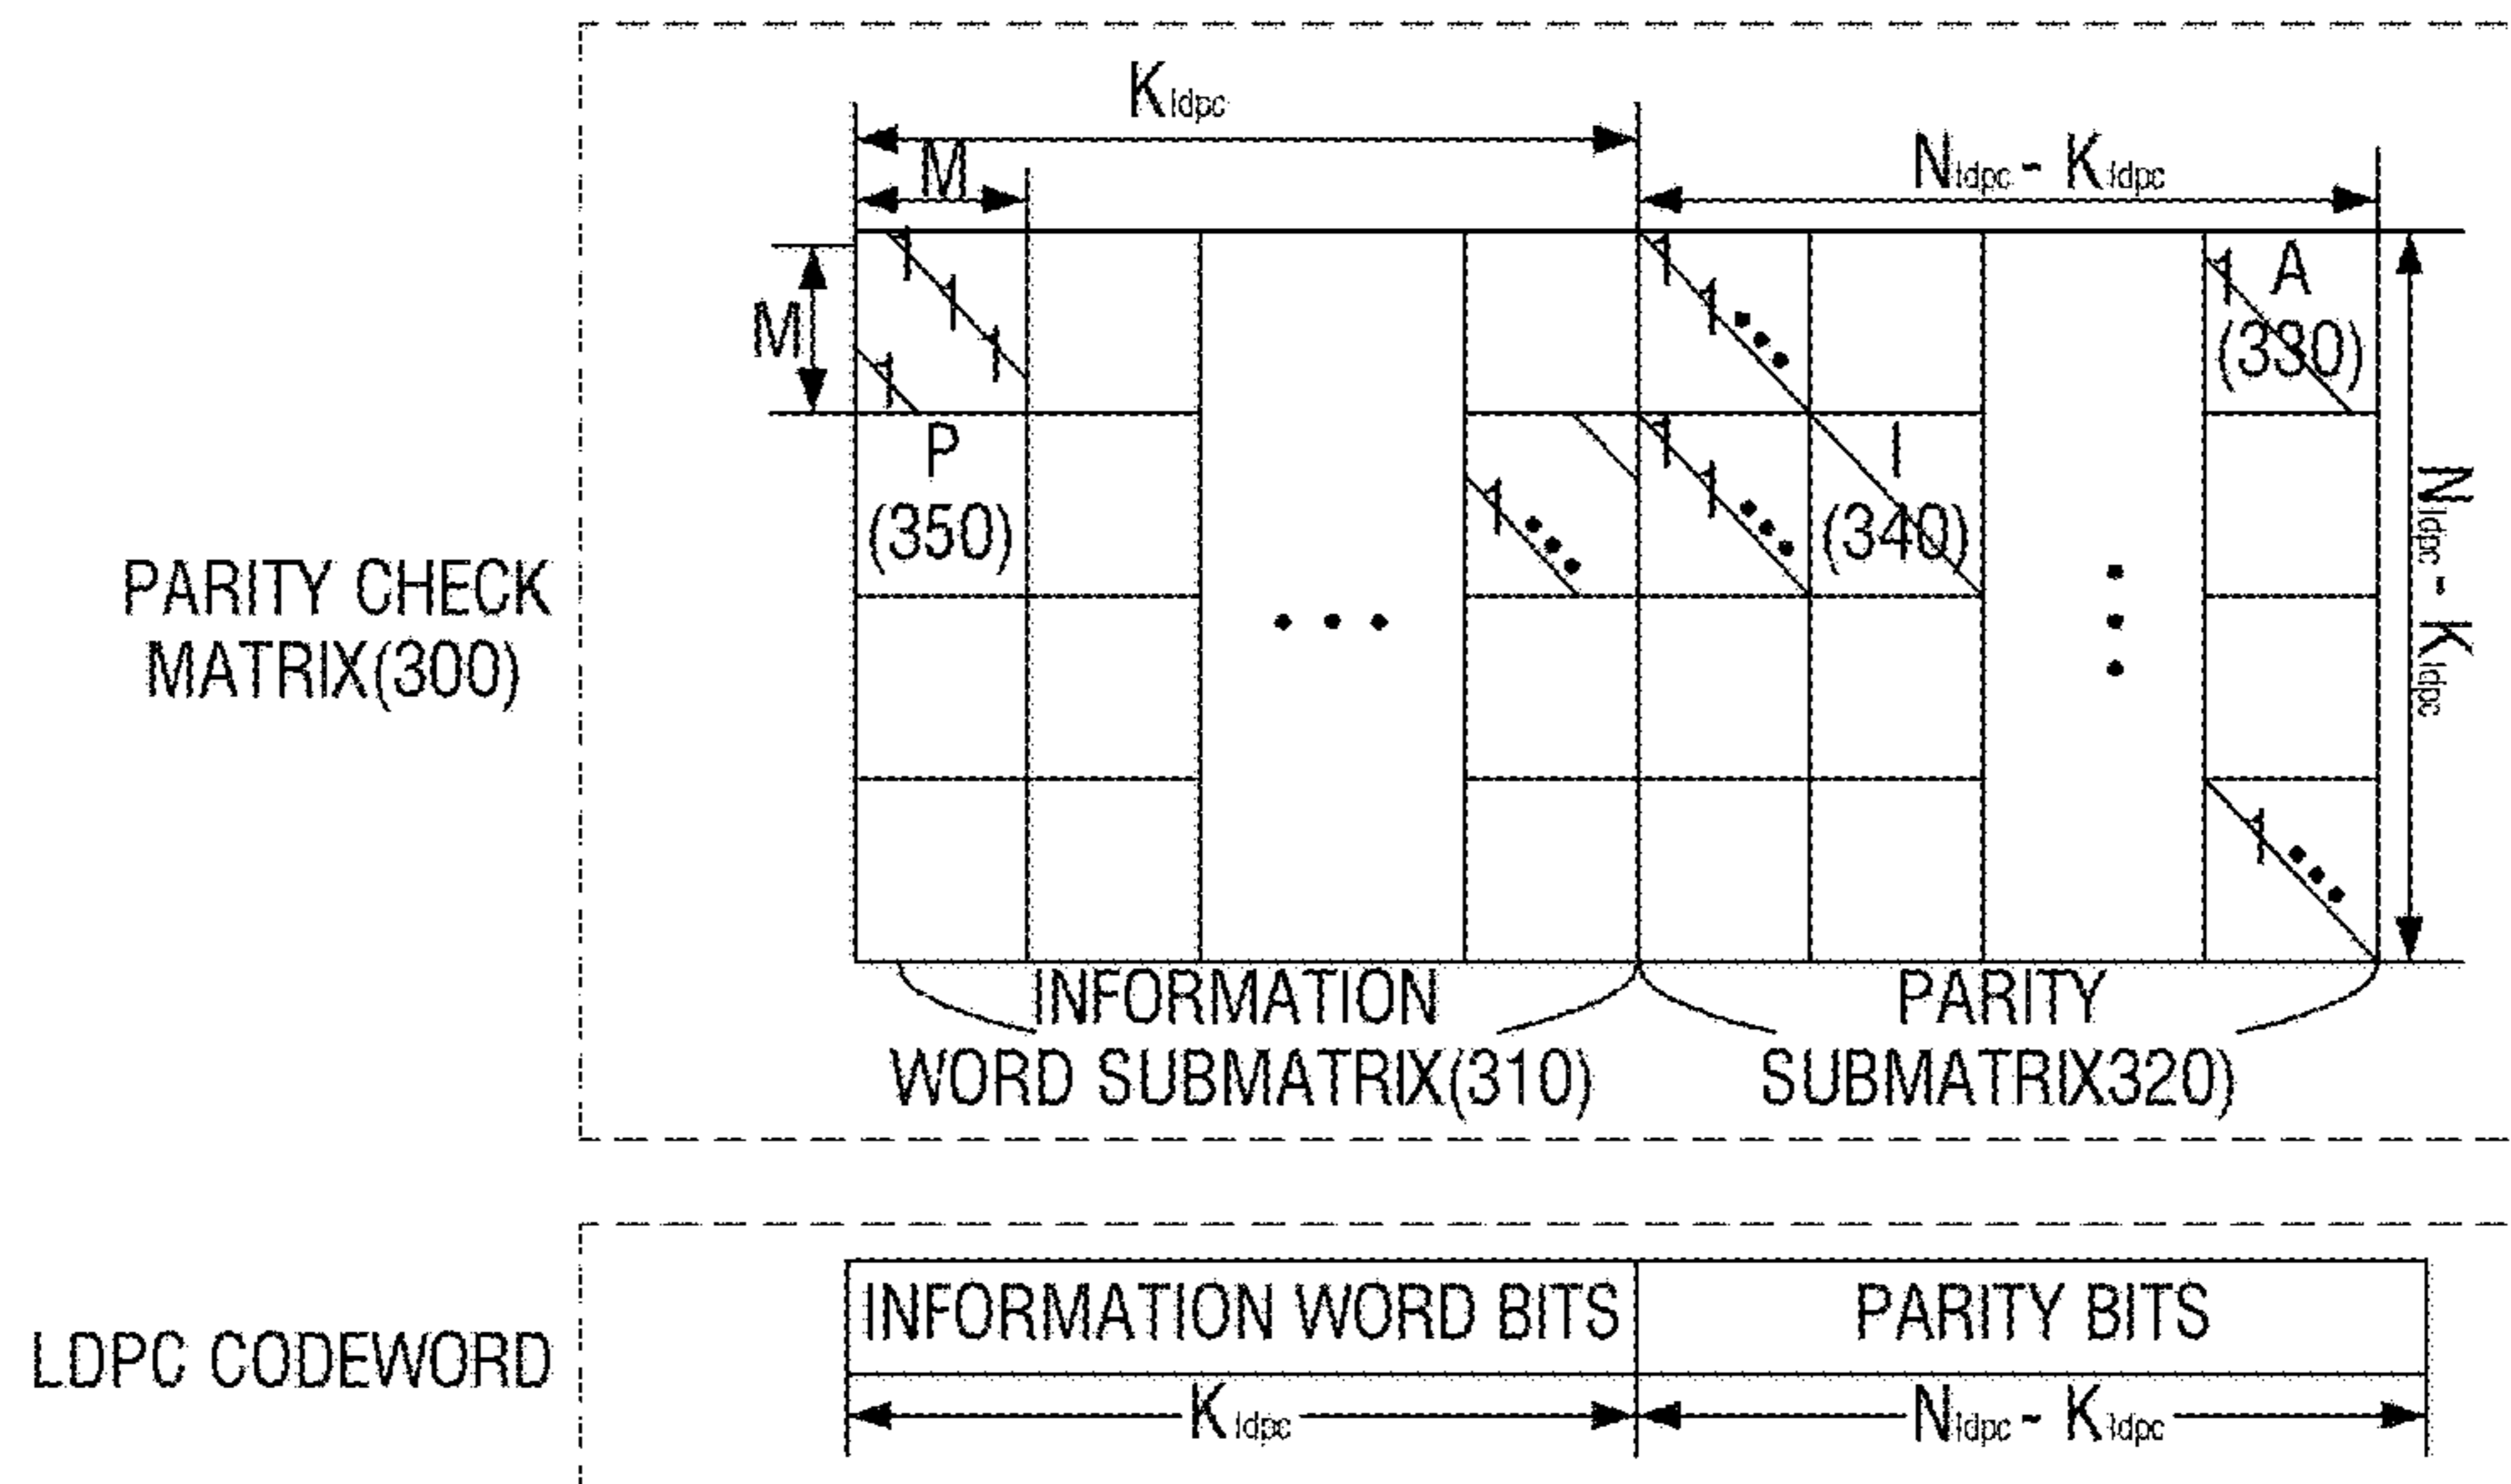 K ldpc
M
N ldpc - K ldpc
1
1
1
1
M
1
1
1
A
(330)
P
(350)
1
1
1
I
(340)
N ldpc - K ldpc
PARITY CHECK
MATRIX(300)
1
INFORMATION
WORD SUBMATRIX(310)
PARITY
SUBMATRIX320)
INFORMATION WORD BITS
PARITY BITS
LDPC CODEWORD
K ldpc
N ldpc - K ldpc